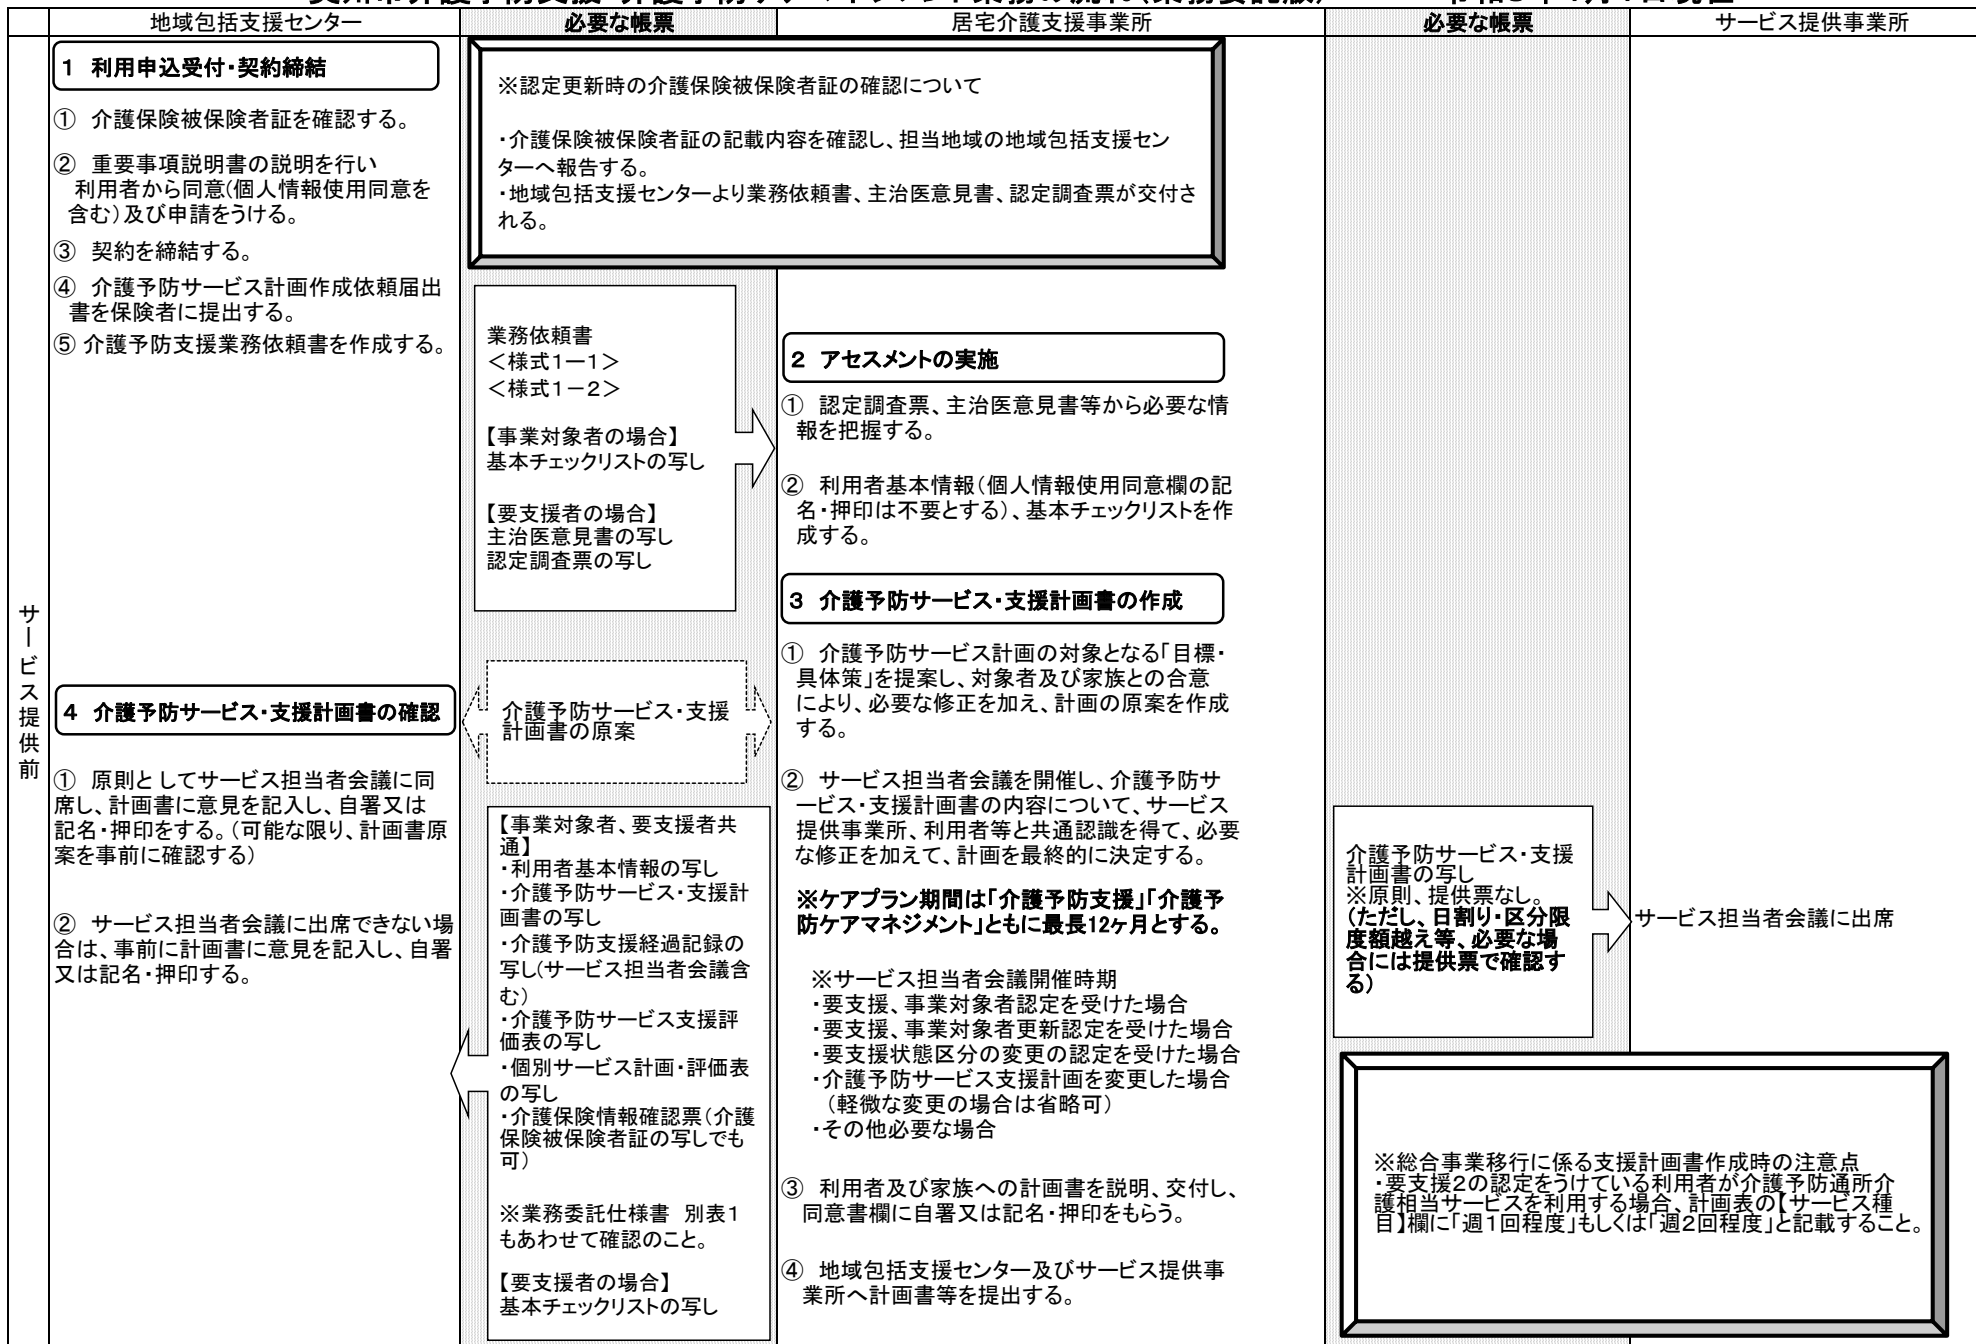 地域包括支援センター
必要な帳票
居宅介護支援事業所
必要な帳票
サービス提供事業所
サービス提供前
１ 利用申込受付・契約締結
① 介護保険被保険者証を確認する。
② 重要事項説明書の説明を行い
利用者から同意(個人情報使用同意を
含む)及び申請をうける。
③ 契約を締結する。
④ 介護予防サービス計画作成依頼届出
書を保険者に提出する。
⑤ 介護予防支援業務依頼書を作成する。
※認定更新時の介護保険被保険者証の確認について
・介護保険被保険者証の記載内容を確認し、担当地域の地域包括支援セン
ターへ報告する。
・地域包括支援センターより業務依頼書、主治医意見書、認定調査票が交付さ
れる。
業務依頼書
＜様式１ー１＞
＜様式１－２＞
【事業対象者の場合】
基本チェックリストの写し
【要支援者の場合】
主治医意見書の写し
認定調査票の写し
２ アセスメントの実施
① 認定調査票、主治医意見書等から必要な情
報を把握する。
② 利用者基本情報（個人情報使用同意欄の記
名・押印は不要とする）、基本チェックリストを作
成する。
３ 介護予防サービス・支援計画書の作成
① 介護予防サービス計画の対象となる「目標・
具体策」を提案し、対象者及び家族との合意
により、必要な修正を加え、計画の原案を作成
する。
② サービス担当者会議を開催し、介護予防サ
ービス・支援計画書の内容について、サービス
提供事業所、利用者等と共通認識を得て、必要
な修正を加えて、計画を最終的に決定する。
※ケアプラン期間は「介護予防支援」「介護予
防ケアマネジメント」ともに最長12ヶ月とする。
※サービス担当者会議開催時期
・要支援、事業対象者認定を受けた場合
・要支援、事業対象者更新認定を受けた場合
・要支援状態区分の変更の認定を受けた場合
・介護予防サービス支援計画を変更した場合
（軽微な変更の場合は省略可）
・その他必要な場合
③ 利用者及び家族への計画書を説明、交付し、
同意書欄に自署又は記名・押印をもらう。
④ 地域包括支援センター及びサービス提供事
業所へ計画書等を提出する。
介護予防サービス・支援
計画書の原案
４ 介護予防サービス・支援計画書の確認
① 原則としてサービス担当者会議に同
席し、計画書に意見を記入し、自署又は
記名・押印をする。（可能な限り、計画書原
案を事前に確認する）
② サービス担当者会議に出席できない場
合は、事前に計画書に意見を記入し、自署
又は記名・押印する。
【事業対象者、要支援者共
通】
・利用者基本情報の写し
・介護予防サービス・支援計
画書の写し
・介護予防支援経過記録の
写し(サービス担当者会議含
む）
・介護予防サービス支援評
価表の写し
・個別サービス計画・評価表
の写し
・介護保険情報確認票（介護
保険被保険者証の写しでも
可）
※業務委託仕様書 別表１
もあわせて確認のこと。
【要支援者の場合】
基本チェックリストの写し
介護予防サービス・支援
計画書の写し
※原則、提供票なし。
（ただし、日割り・区分限
度額越え等、必要な場
合には提供票で確認す
る）
サービス担当者会議に出席
※総合事業移行に係る支援計画書作成時の注意点
・要支援２の認定をうけている利用者が介護予防通所介
護相当サービスを利用する場合、計画表の【サービス種
目】欄に「週１回程度」もしくは「週２回程度」と記載すること。